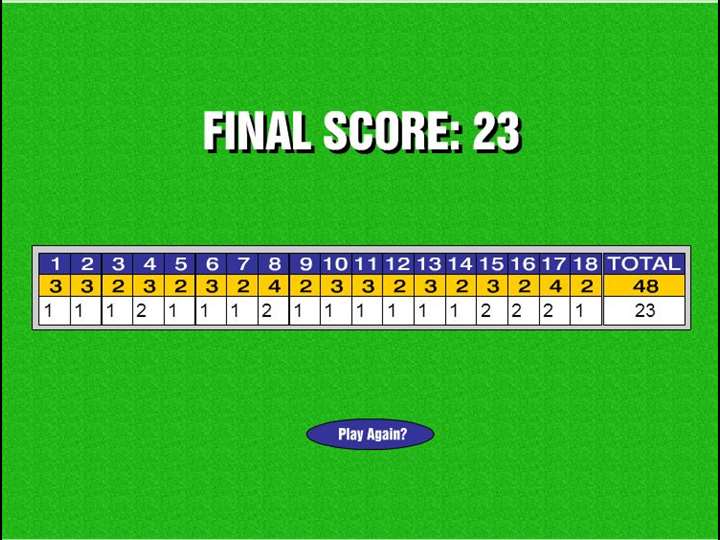 FINAL SCORE: 23
1 2 3 4 5 6 7 8 9 10 11 12 13 14 15 16 17 18 TOTAL
3 3 2 3 2 3 2 4 2 3 3 2 3 2 3 2 4 2 48
1 1 1 2 1 1 1 2 1 1 1 1 1 1 2 2 2 1 23
Play Again?